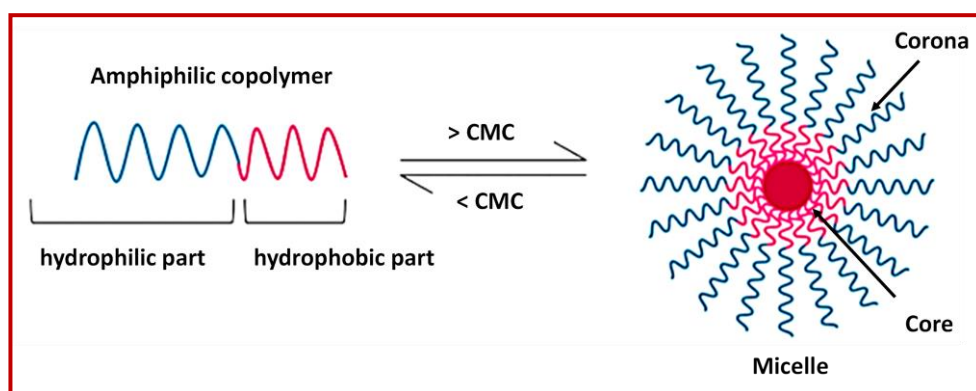 Amphiphilic copolymer
hydrophilic part
hydrophobic part
> CMC
< CMC
Corona
Core
Micelle